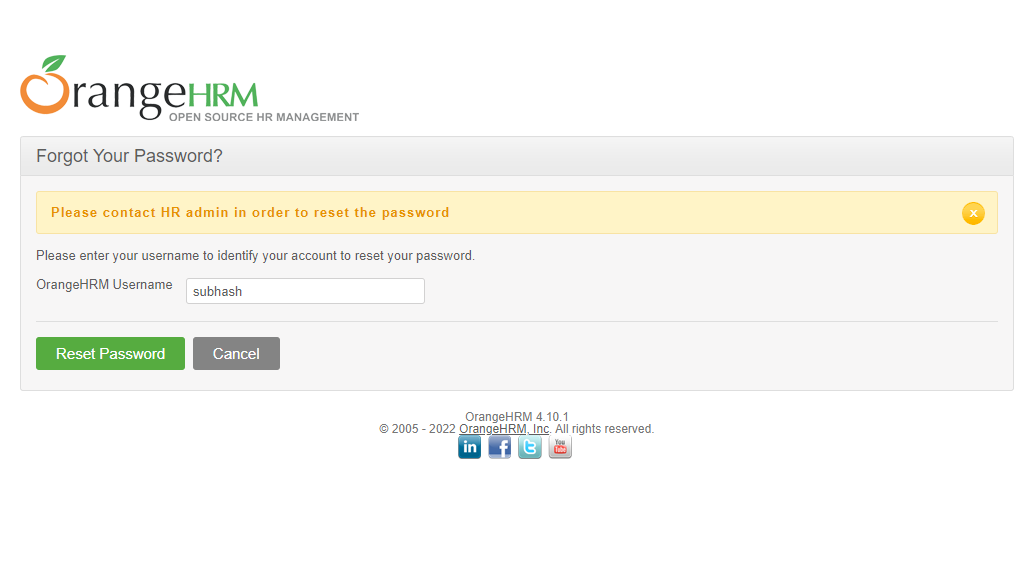 OrangeHRM
OPEN SOURCE HR MANAGEMENT
Forgot Your Password?
Please contact HR admin in order to reset the password
Please enter your username to identify your account to reset your password.
OrangeHRM Username subhash
Reset Password Cancel
OrangeHRM 4.10.1
© 2005 - 2022 OrangeHRM, Inc. All rights reserved.
in f t You Tube